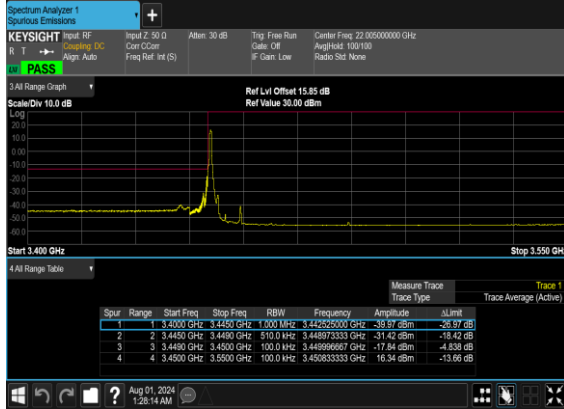 Spectrum Analyzer 1
Spurious Emissions
KEYSIGHT Input: RF Input Z: 50 Ω Atten: 30 dB Trig: Free Run Center Freq: 22.005000000 GHz
R T Coupling: DC Corr CCorr Gate: Off Avg|Hold: 100/100
Align: Auto Freq Ref: Int (S) IF Gain: Low Radio Std: None
PASS
3 All Range Graph
Ref Lvl Offset 15.85 dB
Scale/Div 10.0 dB Ref Value 30.00 dBm
Log
20.0
10.0
0.00
-10.0
-20.0
-30.0
-40.0
-50.0
-60.0
Start 3.400 GHz Stop 3.550 GH
4 All Range Table
Measure Trace Trace 1
Trace Type Trace Average (Active)
Spur Range Start Freq Stop Freq RBW Frequency Amplitude ΔLimit
1 1 3.4000 GHz 3.4450 GHz 1.000 MHz 3.442525000 GHz -39.97 dBm -26.97 dB
2 2 3.4450 GHz 3.4490 GHz 510.0 kHz 3.448973333 GHz -31.42 dBm -18.42 dB
3 3 3.4490 GHz 3.4500 GHz 100.0 kHz 3.449996667 GHz -17.84 dBm -4.838 dB
4 4 3.4500 GHz 3.5500 GHz 100.0 kHz 3.450833333 GHz 16.34 dBm -13.66 dB
Aug 01, 2024
1:28:14 AM